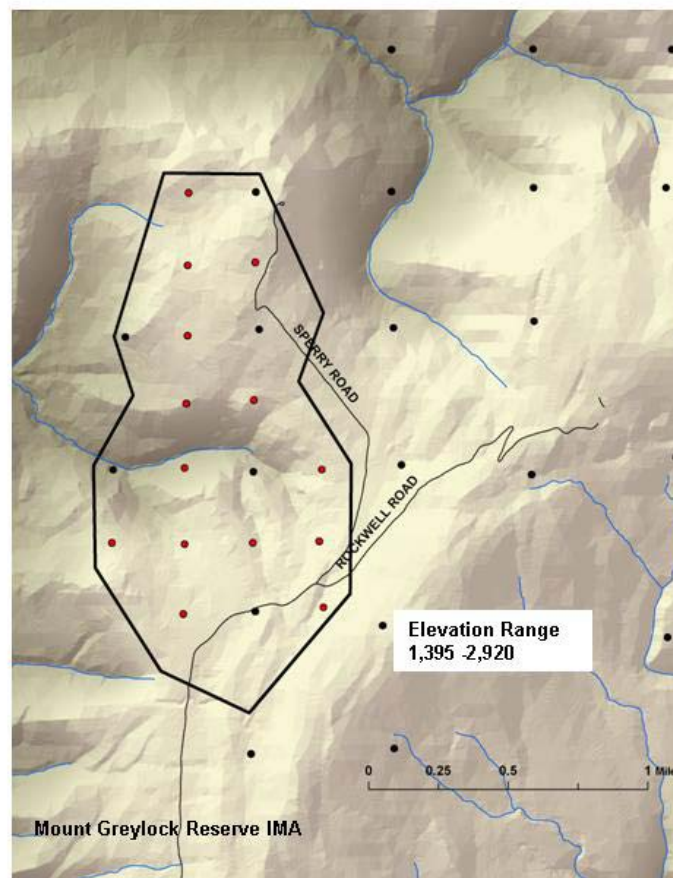 SPERRY ROAD
ROCKWELL ROAD
Elevation Range
1,395 -2,920
0 0.25 0.5 1 Mile
Mount Greylock Reserve IMA